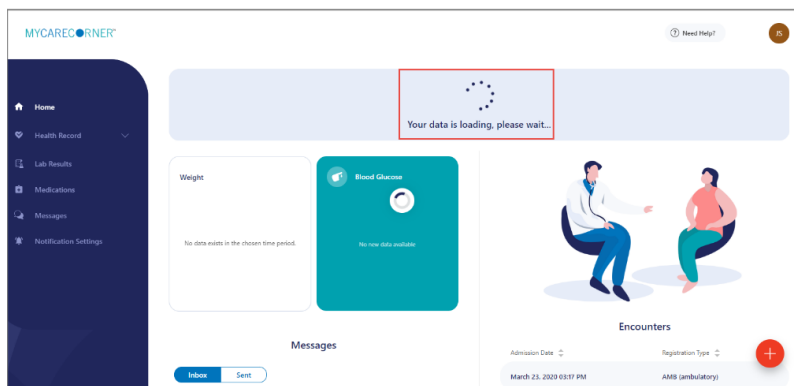 MYCARECORNER™
Need Help?
JS
Home
Health Record
Lab Results
Medications
Messages
Notification Settings
Your data is loading, please wait...
Weight
No data exists in the chosen time period.
Blood Glucose
No new data available
Messages
Inbox Sent
Encounters
Admission Date Registration Type
March 23, 2020 03:17 PM AMB (ambulatory)